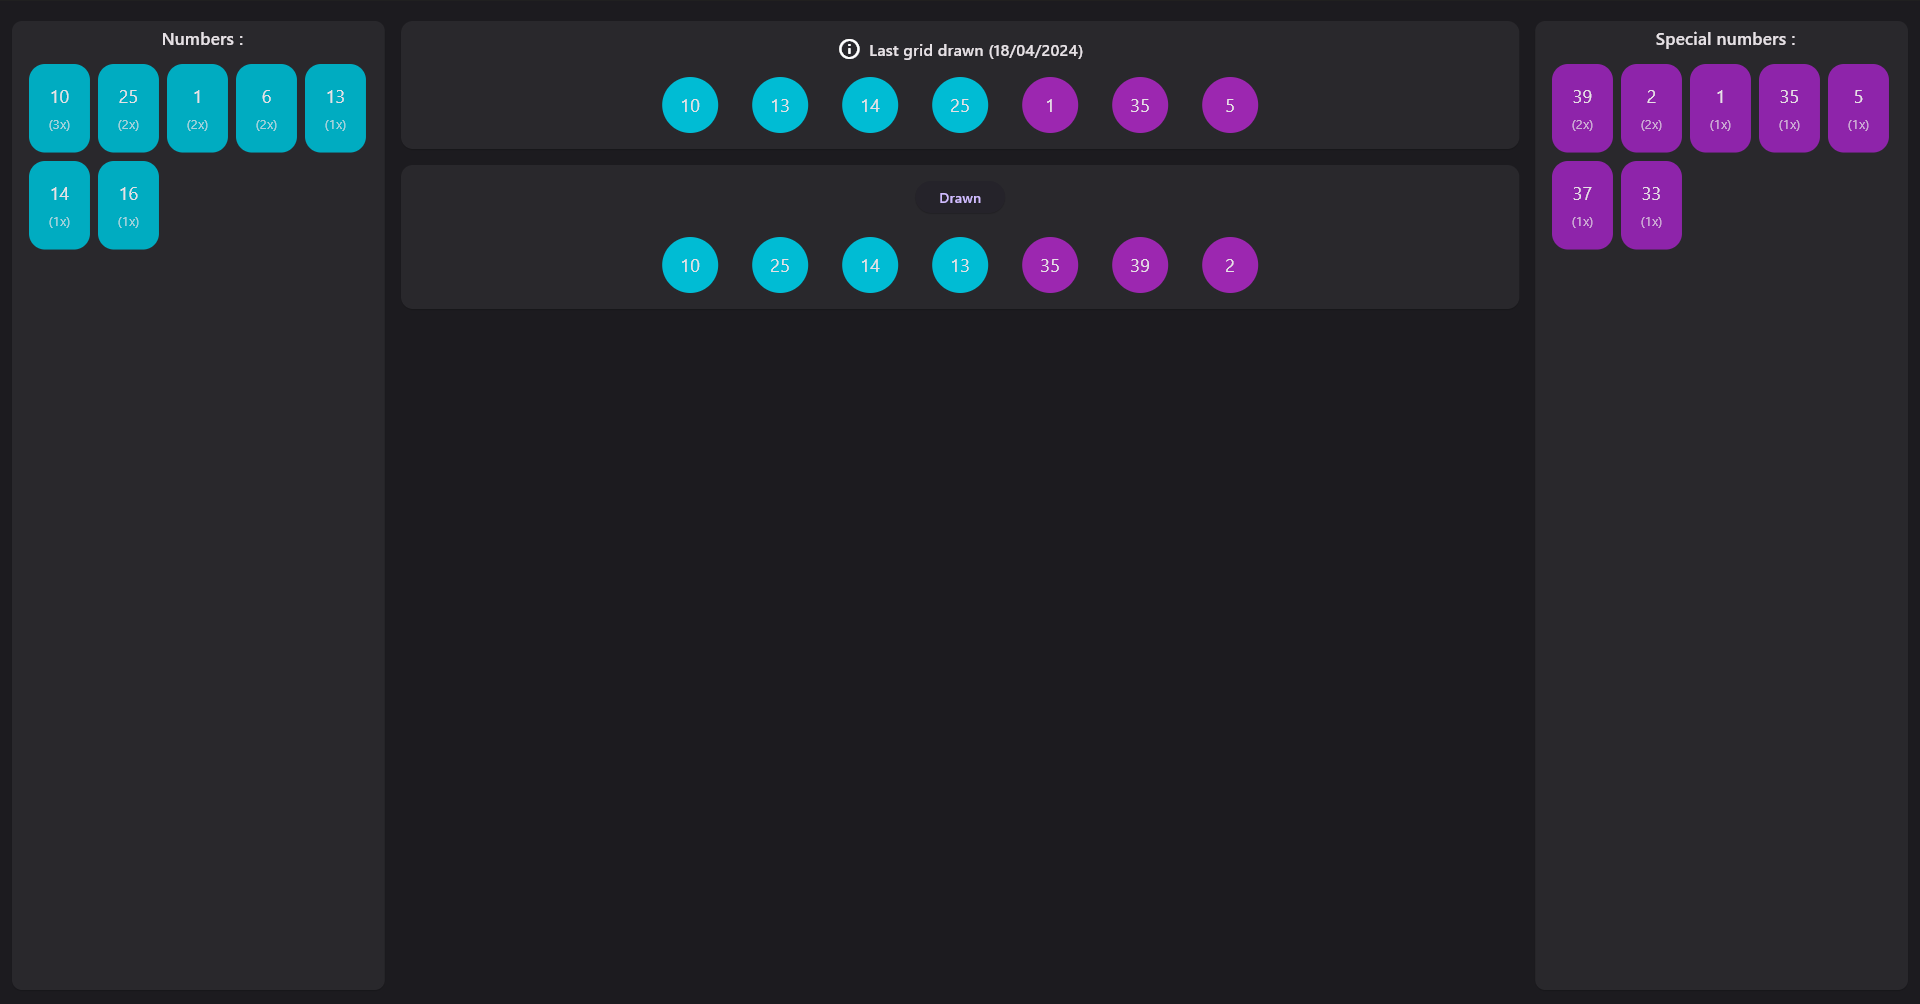 Numbers :
10 25 1 6 13
(3x) (2x) (2x) (2x) (1x)
14 16
(1x) (1x)
Last grid drawn (18/04/2024)
10 13 14 25 1 35 5
Drawn
10 25 14 13 35 39 2
Special numbers :
39 2 1 35 5
(2x) (2x) (1x) (1x) (1x)
37 33
(1x) (1x)